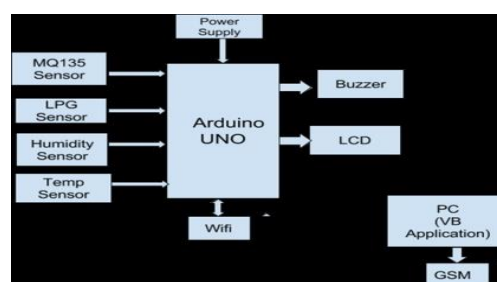 Power
Supply
MQ135
Sensor
LPG
Sensor
Humidity
Sensor
Temp
Sensor
Arduino
UNO
Buzzer
LCD
Wifi
PC
(VB
Application)
GSM